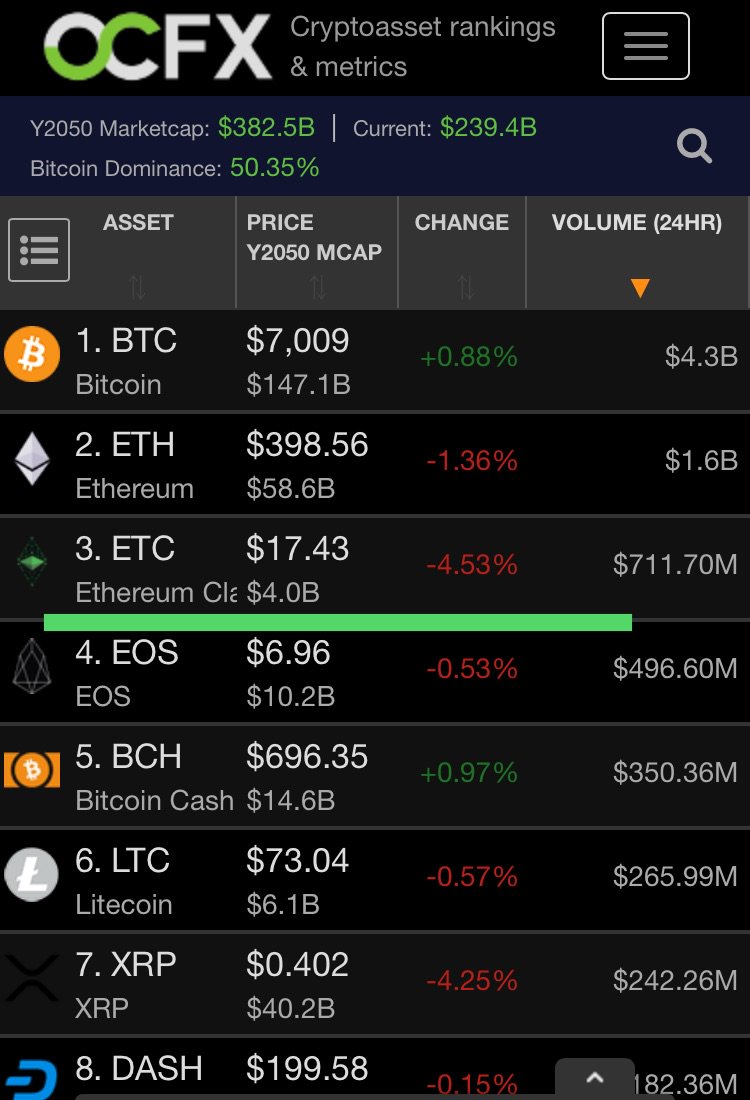 OCFX
Cryptoasset rankings
& metrics
Y2050 Marketcap: $382.5B | Current: $239.4B
Bitcoin Dominance: 50.35%
ASSET PRICE CHANGE VOLUME (24HR)
Y2050 MCAP
1. BTC $7,009 +0.88% $4.3B
Bitcoin $147.1B
2. ETH $398.56 -1.36% $1.6B
Ethereum $58.6B
3. ETC $17.43 -4.53% $711.70M
Ethereum Cla $4.0B
4. EOS $6.96 -0.53% $496.60M
EOS $10.2B
5. BCH $696.35 +0.97% $350.36M
Bitcoin Cash $14.6B
6. LTC $73.04 -0.57% $265.99M
Litecoin $6.1B
7. XRP $0.402 -4.25% $242.26M
XRP $40.2B
8. DASH $199.58 -0.15% 182.36M